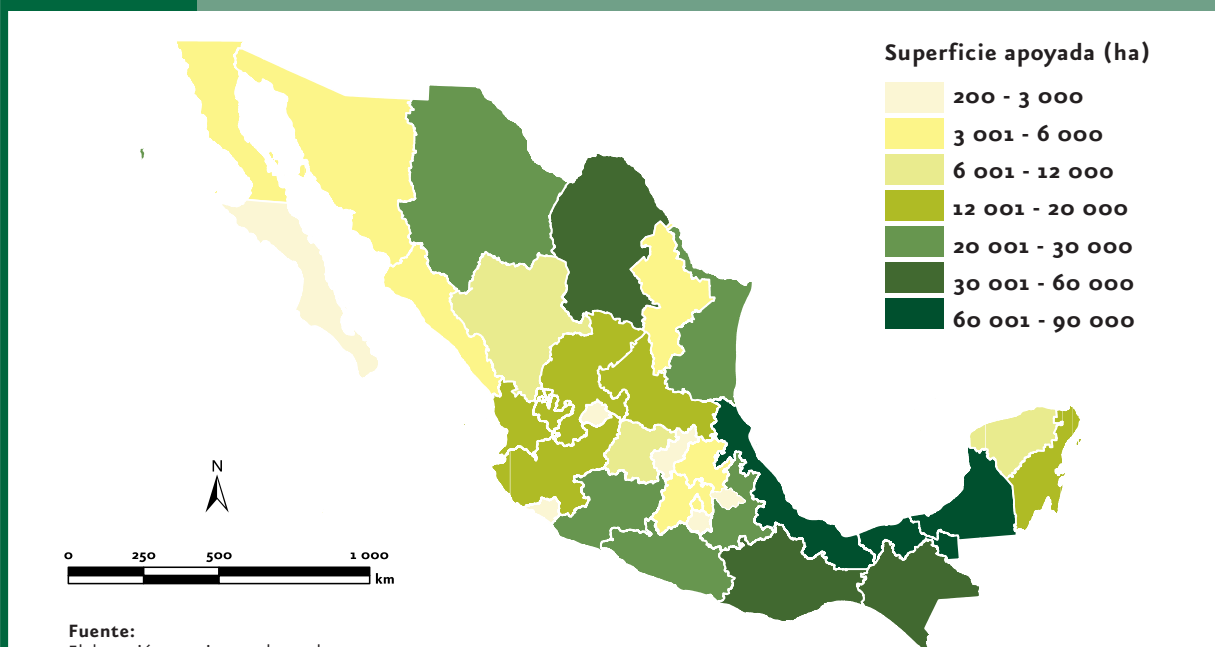 Superficie apoyada (ha)
200 - 3 000
3 001 - 6 000
6 001 - 12 000
12 001 - 20 000
20 001 - 30 000
30 001 - 60 000
60 001 - 90 000
N
0 250 500 1 000
km
Fuente: